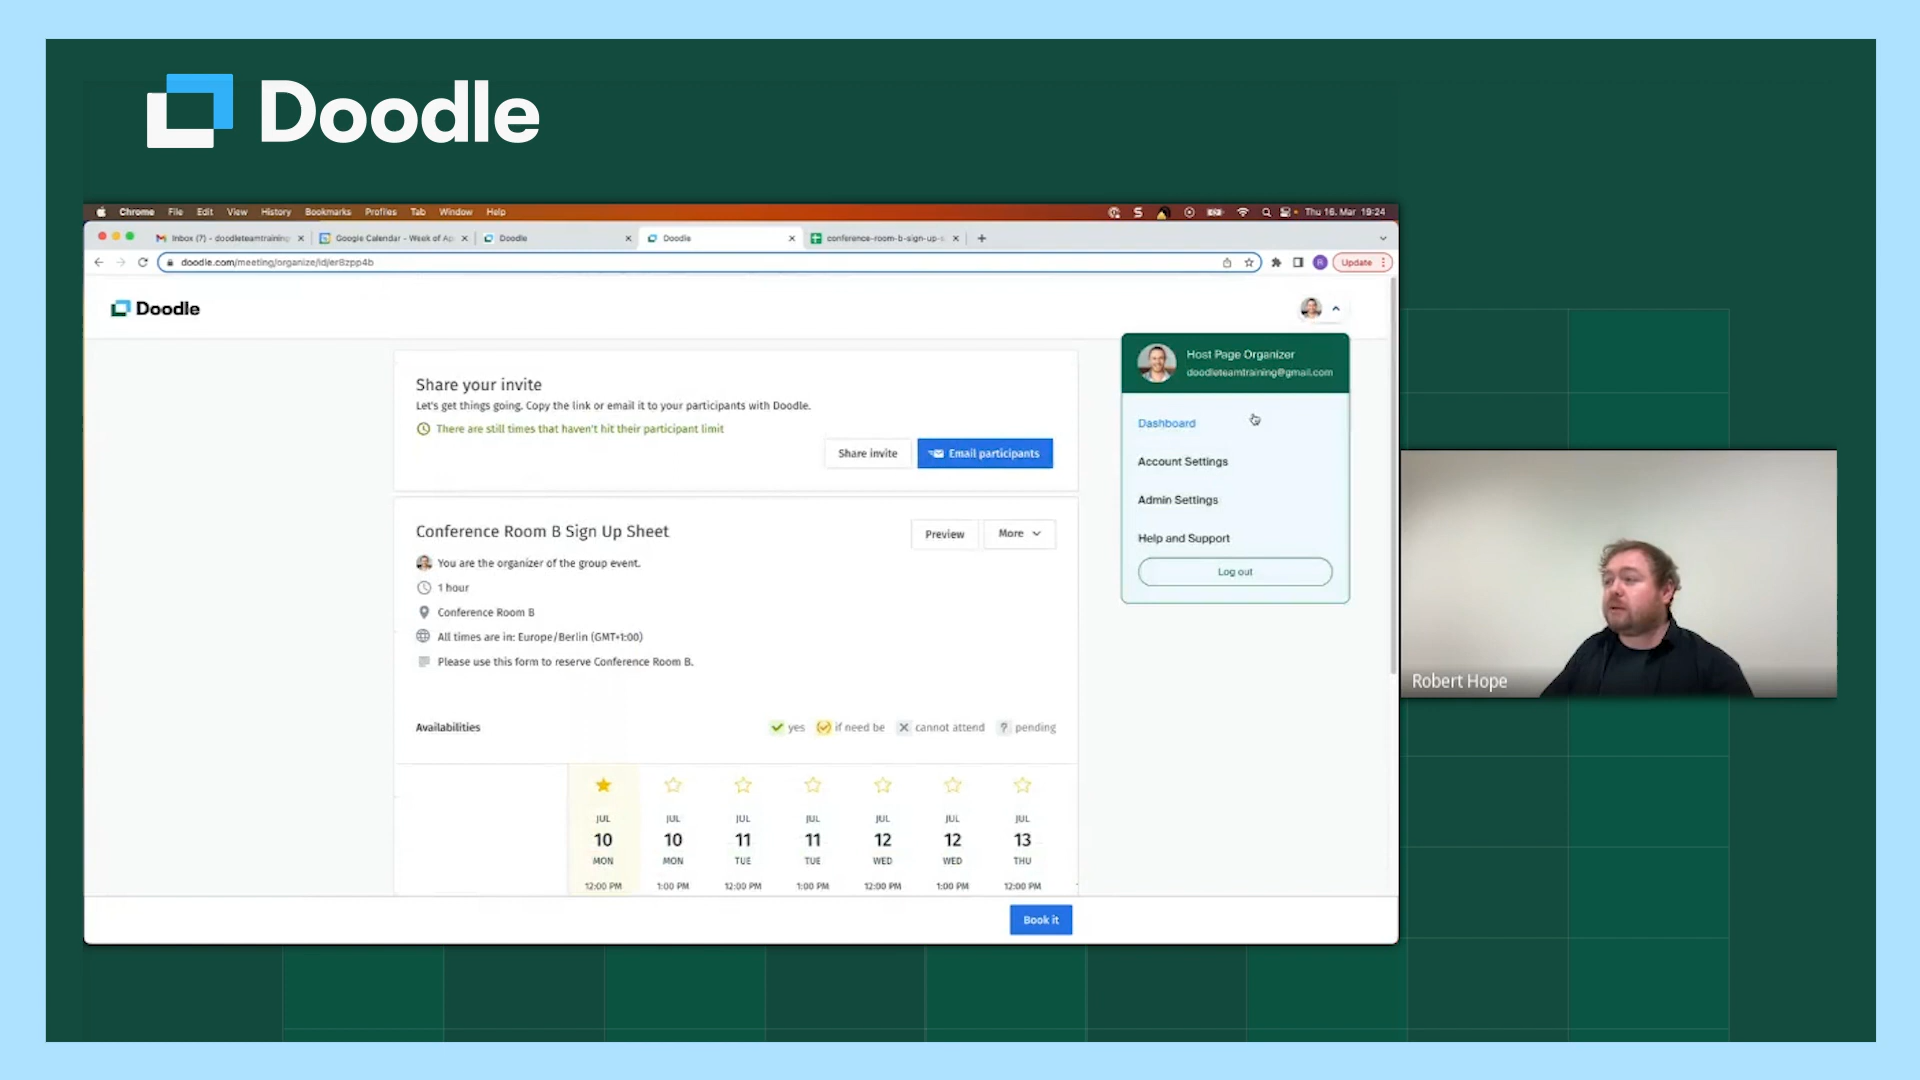 Doodle
Chrome File Edit View History Bookmarks Profiles Tab Window Help
Thu 16. Mar 19:24
Inbox (7) - doodleteamtraining
Google Calendar - Week of Ap
Doodle
Doodle
conference-room-b-sign-up-s
doodle.com/meeting/organize/id/er8zpp4b
Update
Doodle
Host Page Organizer
doodleteamtraining@gmail.com
Dashboard
Account Settings
Admin Settings
Help and Support
Log out
Share your invite
Let's get things going. Copy the link or email it to your participants with Doodle.
There are still times that haven't hit their participant limit
Share invite
Email participants
Conference Room B Sign Up Sheet
Preview
More
You are the organizer of the group event.
1 hour
Conference Room B
All times are in: Europe/Berlin (GMT+1:00)
Please use this form to reserve Conference Room B.
Availabilities
yes if need be cannot attend ? pending
JUL JUL JUL JUL JUL JUL JUL
10 10 11 11 12 12 13
MON MON TUE TUE WED WED THU
12:00 PM 1:00 PM 12:00 PM 1:00 PM 12:00 PM 1:00 PM 12:00 PM
Book it
Robert Hope